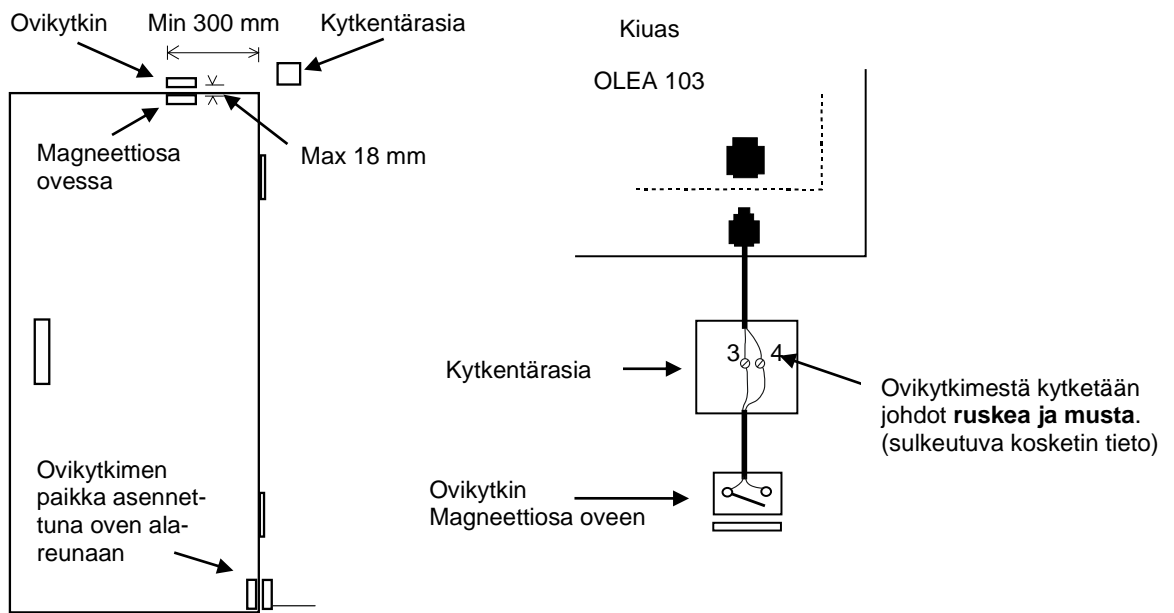 Ovikytkin
Min 300 mm
Kytkentärasia
Magneettiosa
ovessa
Max 18 mm
Ovikytkimen
paikka asennet-
tuna oven ala-
reunaan
Kiuas
OLEA 103
3 4
Kytkentärasia
Ovikytkimestä kytketään
johdot ruskea ja musta.
(sulkeutuva kosketin tieto)
Ovikytkin
Magneettiosa oveen